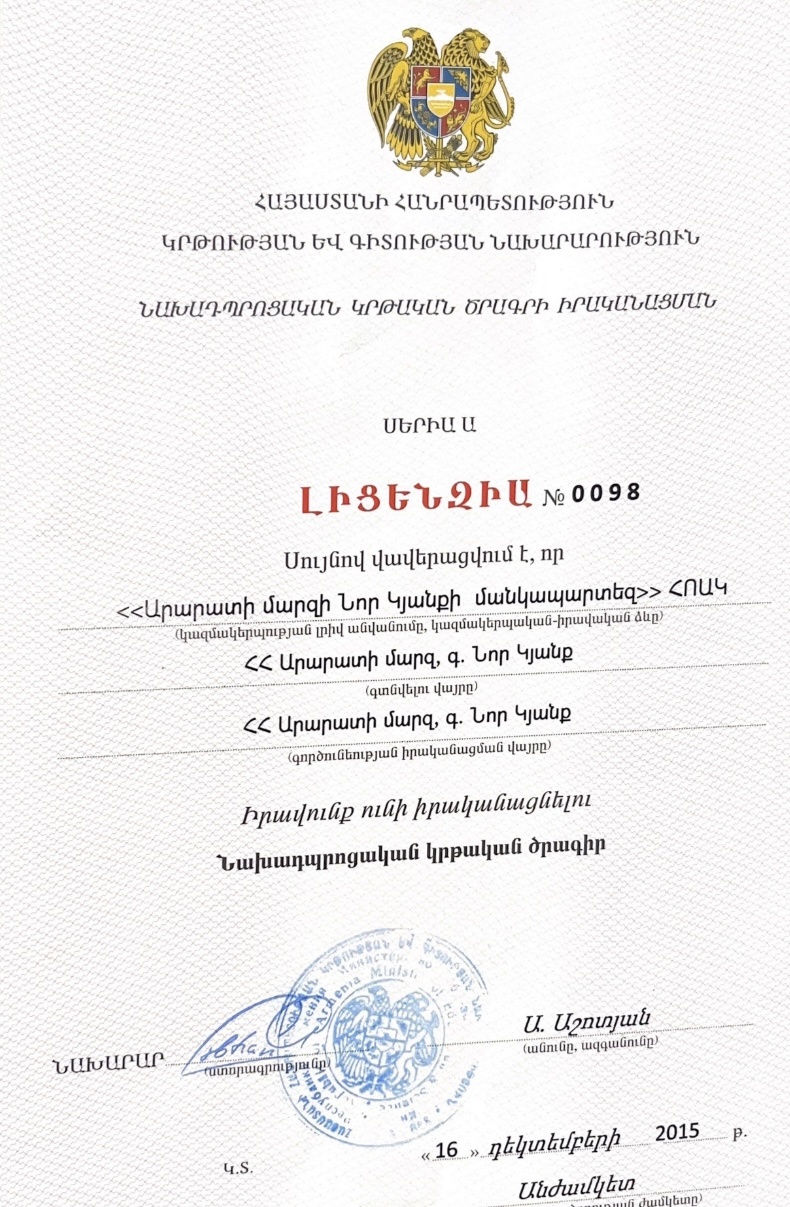 ՀԱՅԱՍՏԱՆԻ ՀԱՆՐԱՊԵՏՈՒԹՅՈՒՆ
ԿՐԹՈՒԹՅԱՆ ԵՎ ԳԻՏՈՒԹՅԱՆ ՆԱԽԱՐԱՐՈՒԹՅՈՒՆ
ՆԱԽԱԴՊՐՈՑԱԿԱՆ ԿՐԹԱԿԱՆ ԾՐԱԳՐԻ ԻՐԱԿԱՆԱՑՄԱՆ
ՍԵՐԻԱ Ա
ԼԻՑԵՆԶԻԱ № 0098
Սույնով վավերացվում է, որ
<<Արարատի մարզի Նոր Կյանքի մանկապարտեզ>> ՀՈԱԿ
(կազմակերպության լրիվ անվանումը, կազմակերպական-իրավական ձևը)
ՀՀ Արարատի մարզ, գ. Նոր Կյանք
(գտնվելու վայրը)
ՀՀ Արարատի մարզ, գ. Նոր Կյանք
(գործունեության իրականացման վայրը)
Իրավունք ունի իրականացնելու
Նախադպրոցական կրթական ծրագիր
Ա. Աշոտյան
ՆԱԽԱՐԱՐ
(ստորագրությունը)
(անունը, ազգանունը)
« 16 » դեկտեմբերի 2015 թ.
Կ.Տ.
Անժամկետ
ժամկետը)